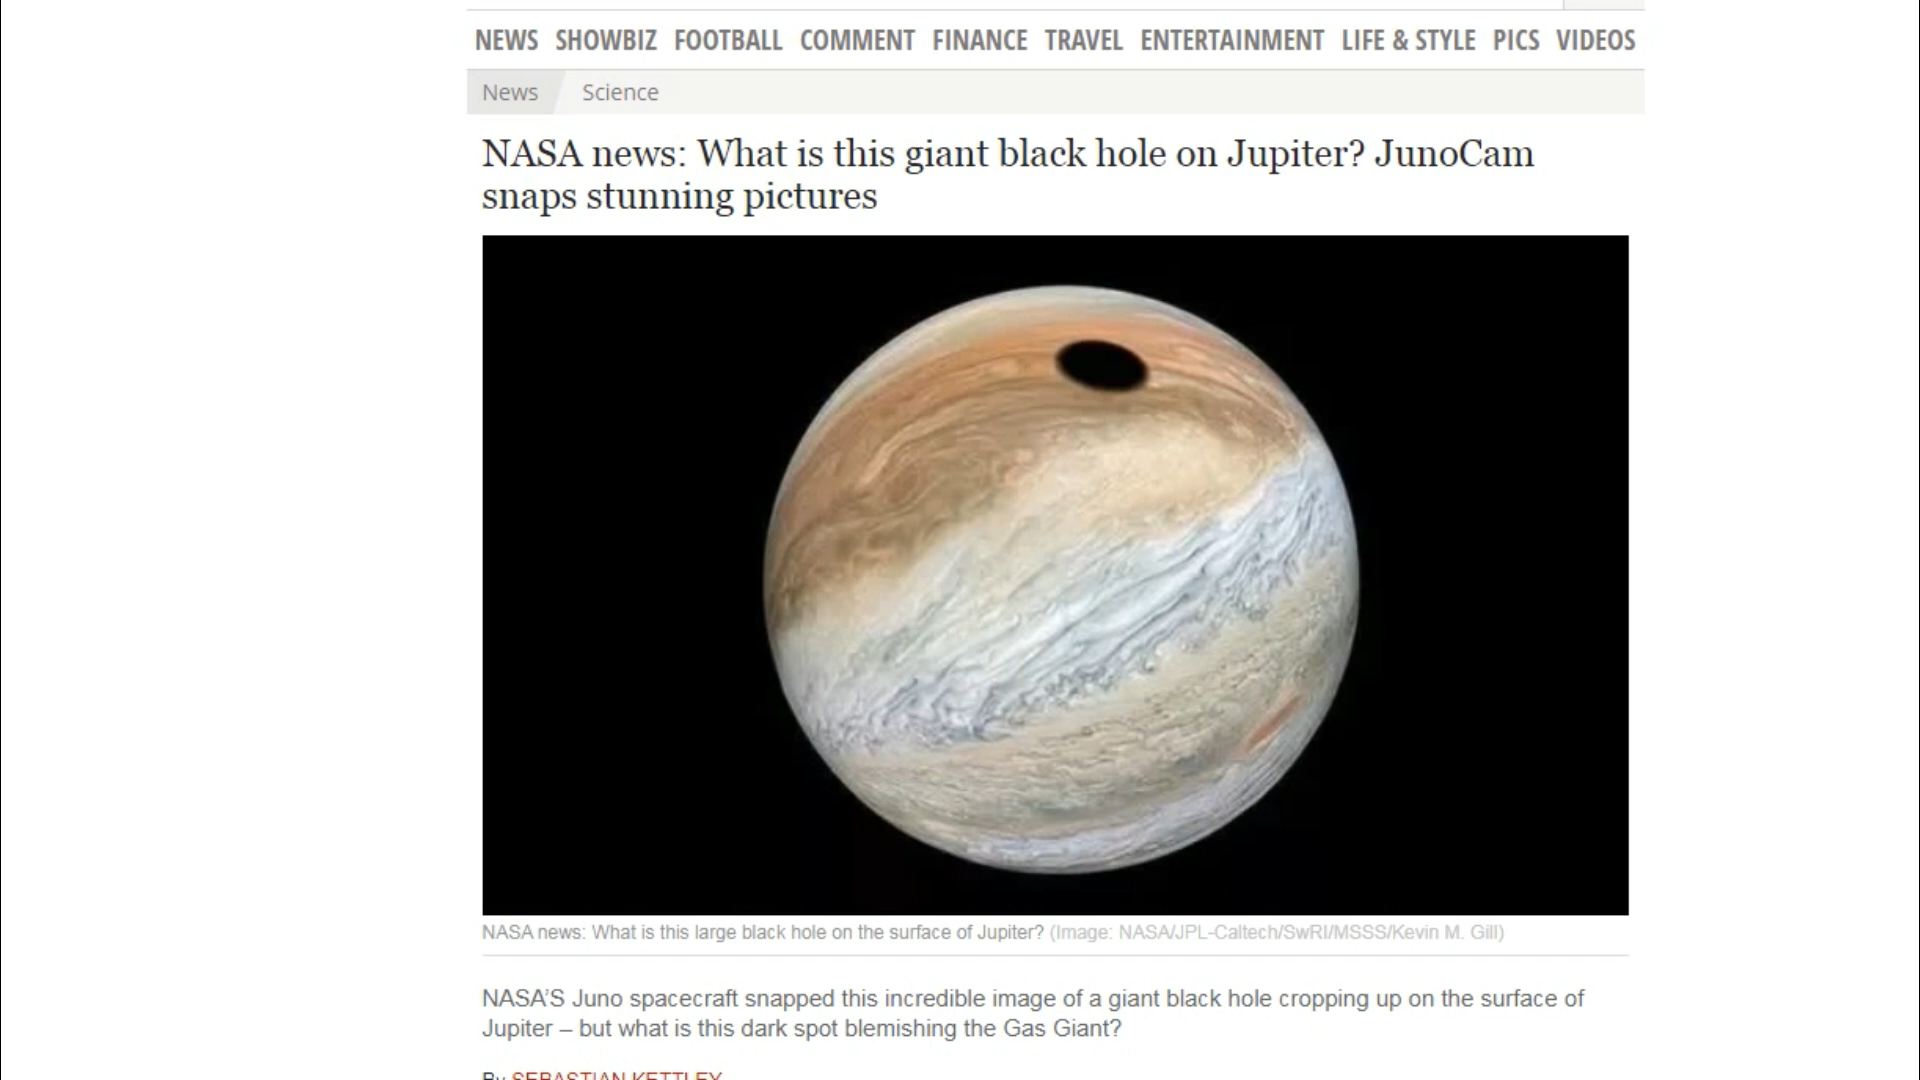 NEWS SHOWBIZ FOOTBALL COMMENT FINANCE TRAVEL ENTERTAINMENT LIFE & STYLE PICS VIDEOS
News Science
NASA news: What is this giant black hole on Jupiter? JunoCam
snaps stunning pictures
NASA news: What is this large black hole on the surface of Jupiter? (Image: NASA/JPL-Caltech/SwRI/MSSS/Kevin M. Gill)
NASA'S Juno spacecraft snapped this incredible image of a giant black hole cropping up on the surface of
Jupiter – but what is this dark spot blemishing the Gas Giant?
By SEBASTIAN KETTLEY